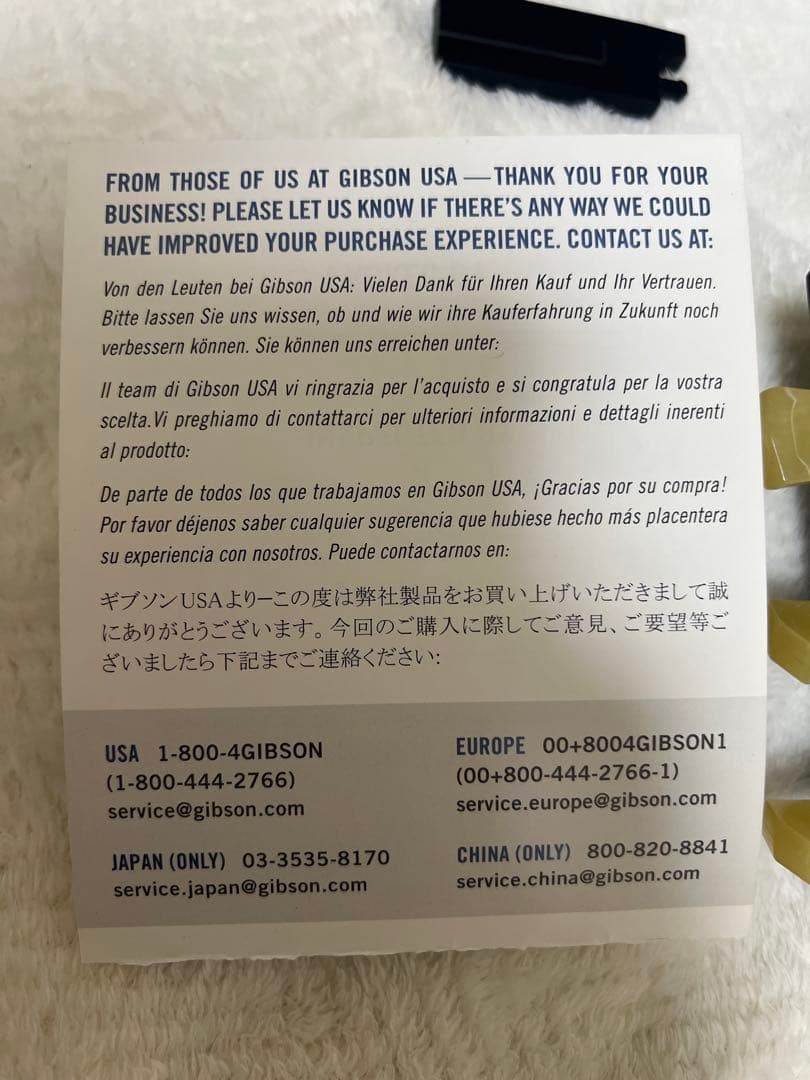 FROM THOSE OF US AT GIBSON USA —THANK YOU FOR YOUR
BUSINESS! PLEASE LET US KNOW IF THERE'S ANY WAY WE COULD
HAVE IMPROVED YOUR PURCHASE EXPERIENCE. CONTACT US AT:
Von den Leuten bei Gibson USA: Vielen Dank für Ihren Kauf und Ihr Vertrauen.
Bitte lassen Sie uns wissen, ob und wie wir ihre Kauferfahrung in Zukunft noch
verbessern können. Sie können uns erreichen unter:
Il team di Gibson USA vi ringrazia per l'acquisto e si congratula per la vostra
scelta.Vi preghiamo di contattarci per ulteriori informazioni e dettagli inerenti
al prodotto:
De parte de todos los que trabajamos en Gibson USA, ¡Gracias por su compra!
Por favor déjenos saber cualquier sugerencia que hubiese hecho más placentera
su experiencia con nosotros. Puede contactarnos en:
ギブソンUSAよりーこの度は弊社製品をお買い上げいただきまして誠
にありがとうございます。今回のご購入に際してご意見、ご要望等ご
ざいましたら下記までご連絡ください:
USA 1-800-4GIBSON
(1-800-444-2766)
service@gibson.com
EUROPE 00+8004GIBSON1
(00+800-444-2766-1)
service.europe@gibson.com
JAPAN (ONLY) 03-3535-8170
service.japan@gibson.com
CHINA (ONLY) 800-820-8841
service.china@gibson.com